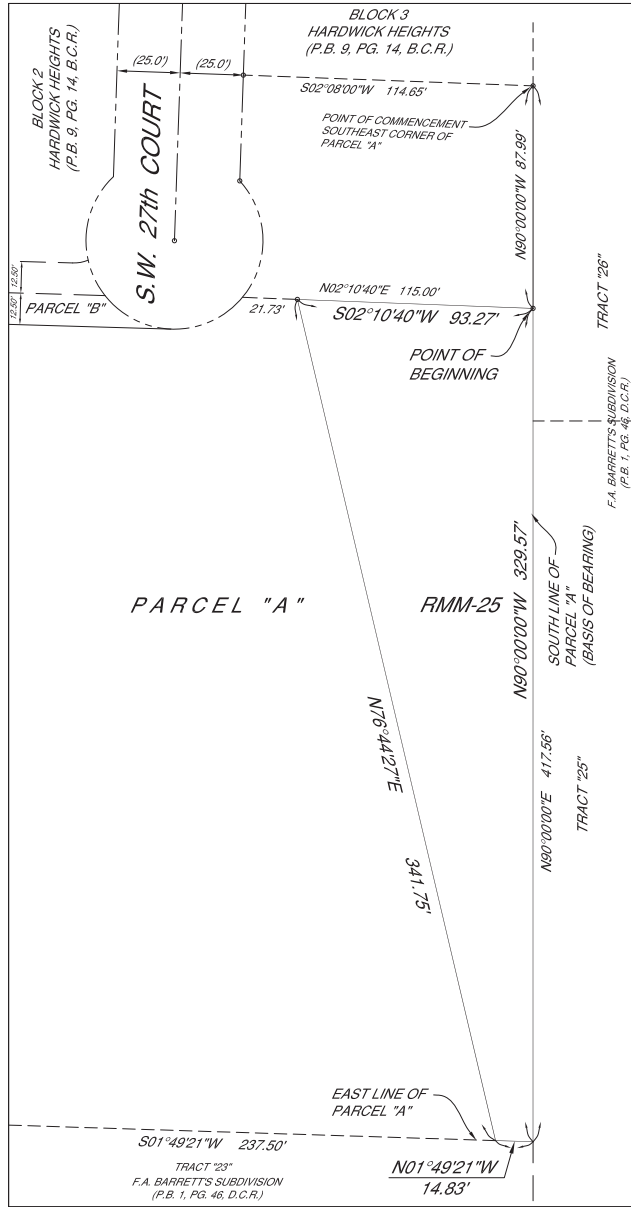 BLOCK 3
HARDWICK HEIGHTS
(P.B. 9, PG. 14, B.C.R.)
BLOCK 2
HARDWICK HEIGHTS
(P.B. 9, PG. 14, B.C.R.)
(25.0')
(25.0')
S02°08'00"W 114.65'
POINT OF COMMENCEMENT
SOUTHEAST CORNER OF
PARCEL "A"
N90°00'00"W 87.99'
S.W. 27th COURT
12.50'
12.50'
PARCEL "B"
21.73'
N02°10'40"E 115.00'
S02°10'40"W 93.27'
POINT OF
BEGINNING
TRACT "26"
F.A. BARRETT'S SUBDIVISION
(P.B. 1, PG. 46, D.C.R.)
N90°00'00"W 329.57'
SOUTH LINE OF
PARCEL "A"
(BASIS OF BEARING)
PARCEL "A"
RMM-25
N76°44'27"E 341.75'
N90°00'00"E 417.56'
TRACT "25"
EAST LINE OF
PARCEL "A"
S01°49'21"W 237.50'
TRACT "23"
F.A. BARRETT'S SUBDIVISION
(P.B. 1, PG. 46, D.C.R.)
N01°49'21"W
14.83'